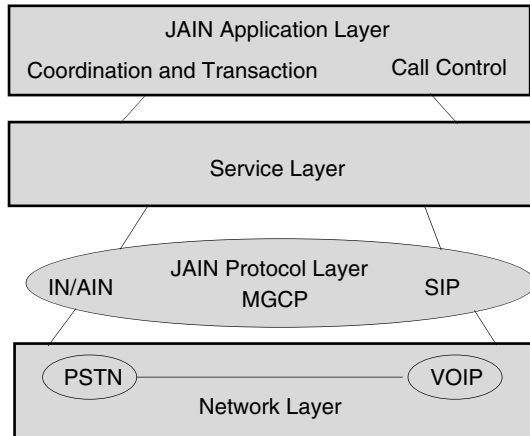 JAIN Application Layer
Coordination and Transaction
Call Control
Service Layer
JAIN Protocol Layer
IN/AIN
MGCP
SIP
PSTN
VOIP
Network Layer